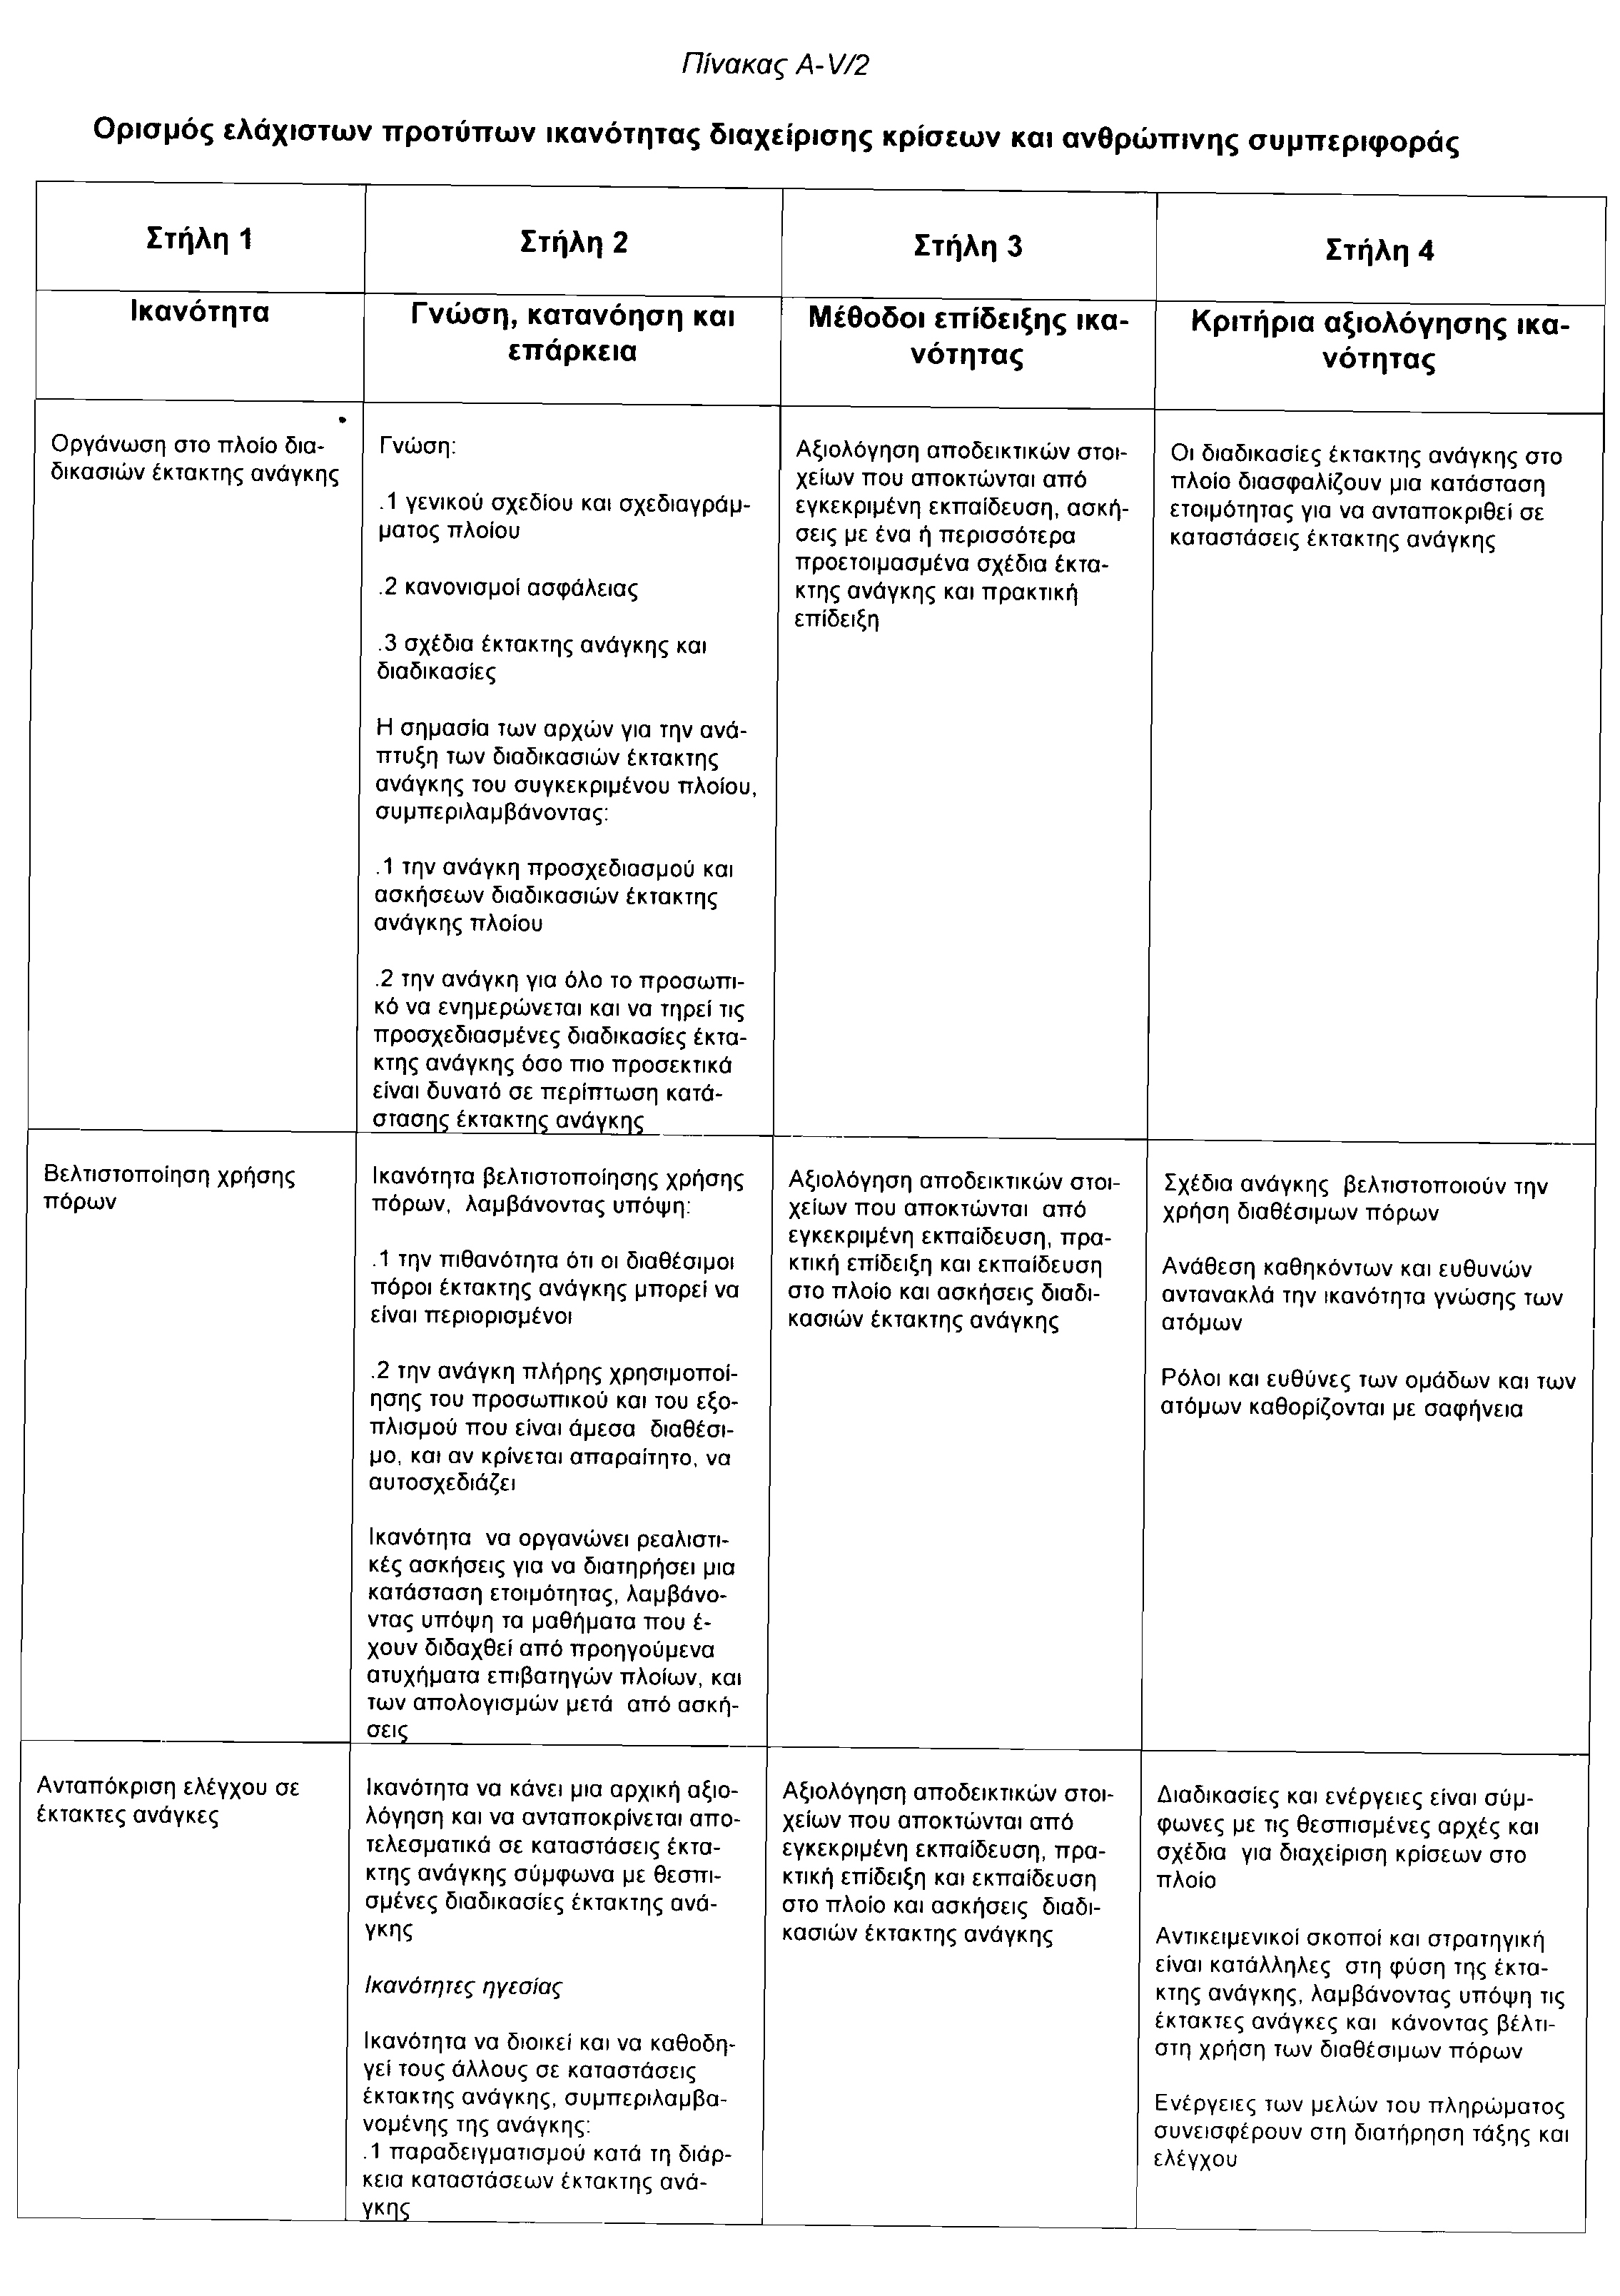 Πίνακας A-V/2
Ορισμός ελάχιστων προτύπων ικανότητας διαχείρισης κρίσεων και ανθρώπινης συμπεριφοράς
Στήλη 1
Στήλη 2
Στήλη 3
Στήλη 4
Ικανότητα
Γνώση, κατανόηση και
επάρκεια
Μέθοδοι επίδειξης ικα-
νότητας
Κριτήρια αξιολόγησης ικα-
νότητας
Οργάνωση στο πλοίο δια-
δικασιών έκτακτης ανάγκης
Γνώση:
.1 γενικού σχεδίου και σχεδιαγράμ-
ματος πλοίου
.2 κανονισμοί ασφάλειας
.3 σχέδια έκτακτης ανάγκης και
διαδικασίες
Η σημασία των αρχών για την ανά-
πτυξη των διαδικασιών έκτακτης
ανάγκης του συγκεκριμένου πλοίου,
συμπεριλαμβάνοντας:
.1 την ανάγκη προσχεδιασμού και
ασκήσεων διαδικασιών έκτακτης
ανάγκης πλοίου
.2 την ανάγκη για όλο το προσωπι-
κό να ενημερώνεται και να τηρεί τις
προσχεδιασμένες διαδικασίες έκτα-
κτης ανάγκης όσο πιο προσεκτικά
είναι δυνατό σε περίπτωση κατά-
στασης έκτακτης ανάγκης
Αξιολόγηση αποδεικτικών στοι-
χείων που αποκτώνται από
εγκεκριμένη εκπαίδευση, ασκή-
σεις με ένα ή περισσότερα
προετοιμασμένα σχέδια έκτα-
κτης ανάγκης και πρακτική
επίδειξη
Οι διαδικασίες έκτακτης ανάγκης στο
πλοίο διασφαλίζουν μια κατάσταση
ετοιμότητας για να ανταποκριθεί σε
καταστάσεις έκτακτης ανάγκης
Βελτιστοποίηση χρήσης
πόρων
Ικανότητα βελτιστοποίησης χρήσης
πόρων, λαμβάνοντας υπόψη:
.1 την πιθανότητα ότι οι διαθέσιμοι
πόροι έκτακτης ανάγκης μπορεί να
είναι περιορισμένοι
.2 την ανάγκη πλήρης χρησιμοποί-
ησης του προσωπικού και του εξο-
πλισμού που είναι άμεσα διαθέσι-
μο, και αν κρίνεται απαραίτητο, να
αυτοσχεδιάζει
Ικανότητα να οργανώνει ρεαλιστι-
κές ασκήσεις για να διατηρήσει μια
κατάσταση ετοιμότητας, λαμβάνο-
ντας υπόψη τα μαθήματα που έ-
χουν διδαχθεί από προηγούμενα
ατυχήματα επιβατηγών πλοίων, και
των απολογισμών μετά από ασκή-
σεις
Αξιολόγηση αποδεικτικών στοι-
χείων που αποκτώνται από
εγκεκριμένη εκπαίδευση, πρα-
κτική επίδειξη και εκπαίδευση
στο πλοίο και ασκήσεις διαδι-
κασιών έκτακτης ανάγκης
Σχέδια ανάγκης βελτιστοποιούν την
χρήση διαθέσιμων πόρων
Ανάθεση καθηκόντων και ευθυνών
αντανακλά την ικανότητα γνώσης των
ατόμων
Ρόλοι και ευθύνες των ομάδων και των
ατόμων καθορίζονται με σαφήνεια
Ανταπόκριση ελέγχου σε
έκτακτες ανάγκες
Ικανότητα να κάνει μια αρχική αξιο-
λόγηση και να ανταποκρίνεται απο-
τελεσματικά σε καταστάσεις έκτα-
κτης ανάγκης σύμφωνα με θεσπι-
σμένες διαδικασίες έκτακτης ανά-
γκης
Ικανότητες ηγεσίας
Ικανότητα να διοικεί και να καθοδη-
γεί τους άλλους σε καταστάσεις
έκτακτης ανάγκης, συμπεριλαμβα-
νομένης της ανάγκης:
.1 παραδειγματισμού κατά τη διάρ-
κεια καταστάσεων έκτακτης ανά-
γκης
Αξιολόγηση αποδεικτικών στοι-
χείων που αποκτώνται από
εγκεκριμένη εκπαίδευση, πρα-
κτική επίδειξη και εκπαίδευση
στο πλοίο και ασκήσεις διαδι-
κασιών έκτακτης ανάγκης
Διαδικασίες και ενέργειες είναι σύμ-
φωνες με τις θεσπισμένες αρχές και
σχέδια για διαχείριση κρίσεων στο
πλοίο
Αντικειμενικοί σκοποί και στρατηγική
είναι κατάλληλες στη φύση της έκτα-
κτης ανάγκης, λαμβάνοντας υπόψη τις
έκτακτες ανάγκες και κάνοντας βέλτι-
στη χρήση των διαθέσιμων πόρων
Ενέργειες των μελών του πληρώματος
συνεισφέρουν στη διατήρηση τάξης και
ελέγχου